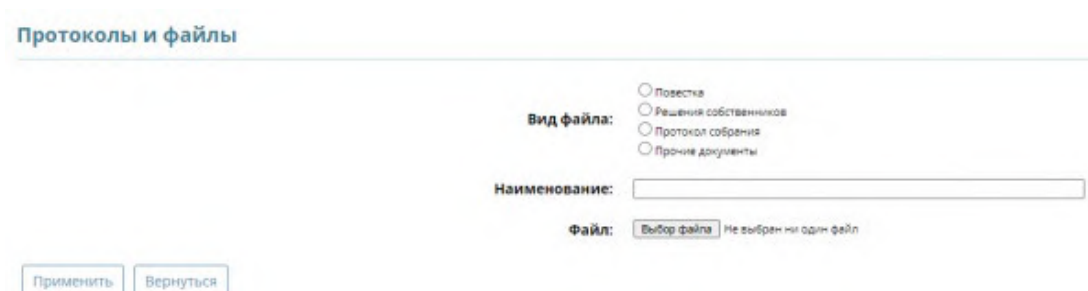 Протоколы и файлы
Вид файла:
Повестка
Решения собственников
Протокол собрания
Прочие документы
Наименование:
Файл: Выбор файла Не выбран ни один файл
Применить Вернуться